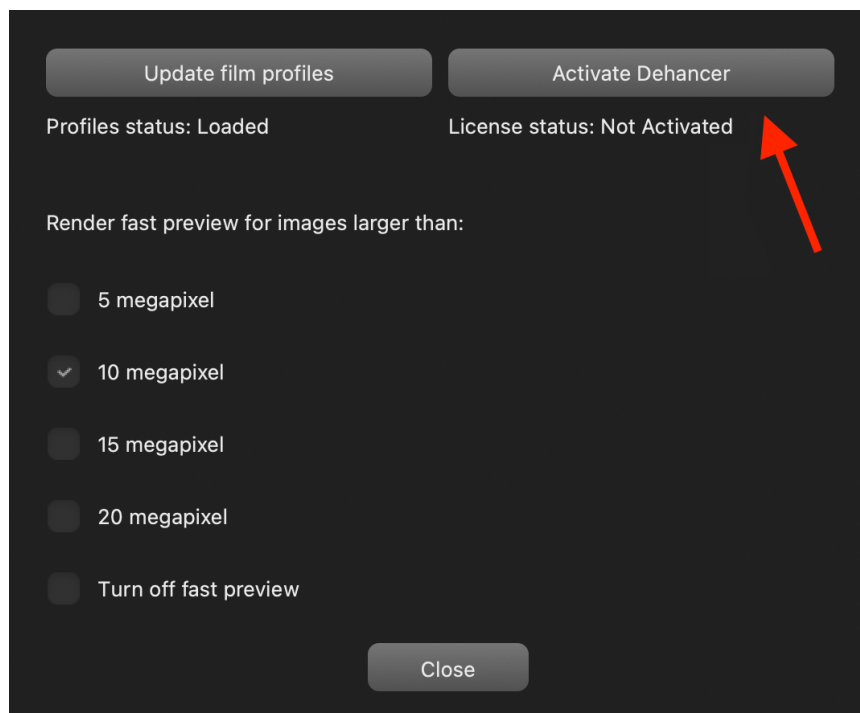 Update film profiles
Activate Dehancer
Profiles status: Loaded
License status: Not Activated
Render fast preview for images larger than:
5 megapixel
10 megapixel
15 megapixel
20 megapixel
Turn off fast preview
Close